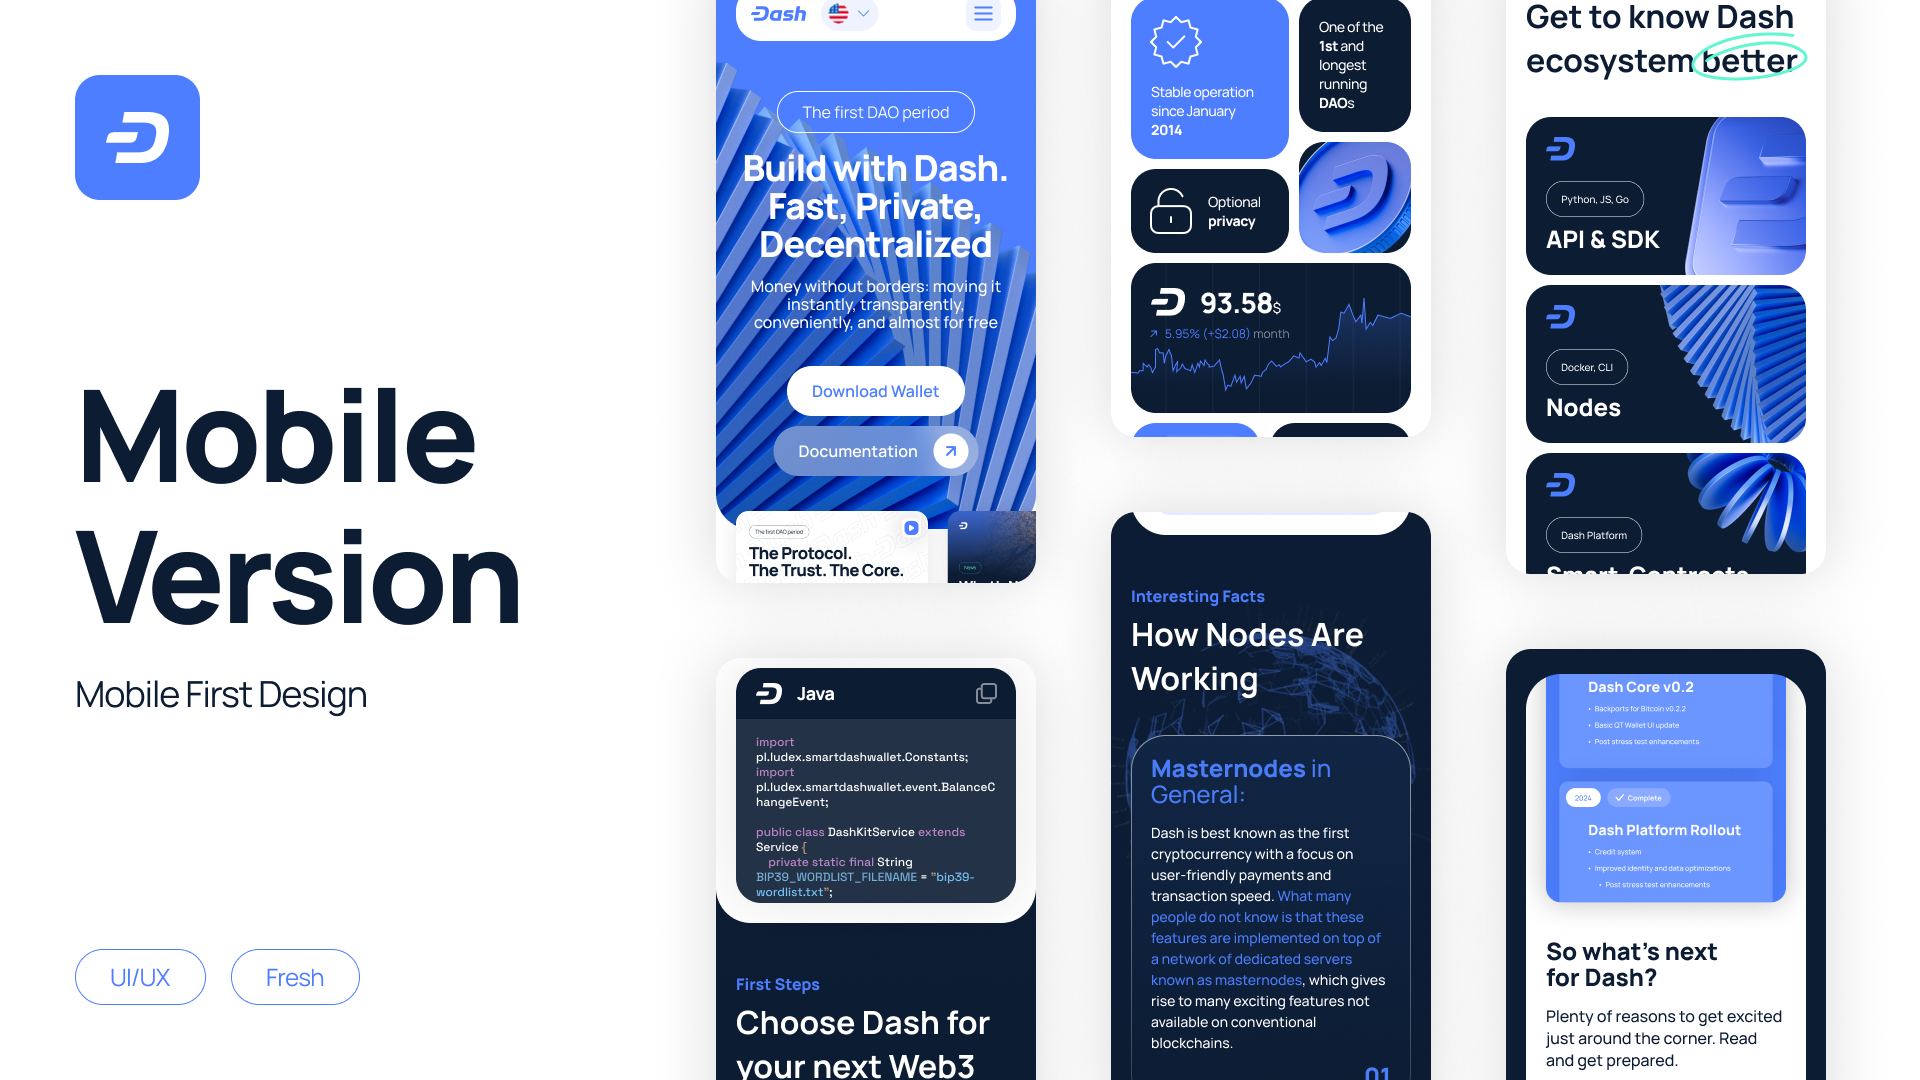 Mobile
Version
Mobile First Design
UI/UX
Fresh
Dash
The first DAO period
Build with Dash.
Fast, Private,
Decentralized
Money without borders: moving it
instantly, transparently,
conveniently, and almost for free
Download Wallet
Documentation
The first DAO period
The Protocol.
The Trust. The Core.
News
Java
import
pl.ludex.smartdashwallet.Constants;
import
pl.ludex.smartdashwallet.event.BalanceC
hangeEvent;
public class DashKitService extends
Service {
private static final String
BIP39_WORDLIST_FILENAME = "bip39-
wordlist.txt";
First Steps
Choose Dash for
your next Web3
Stable operation
since January
2014
One of the
1st and
longest
running
DAOs
Optional
privacy
93.58$
5.95% (+$2.08) month
Interesting Facts
How Nodes Are
Working
Masternodes in
General:
Dash is best known as the first
cryptocurrency with a focus on
user-friendly payments and
transaction speed. What many
people do not know is that these
features are implemented on top of
a network of dedicated servers
known as masternodes, which gives
rise to many exciting features not
available on conventional
blockchains.
01
Get to know Dash
ecosystem better
Python, JS, Go
API & SDK
Docker, CLI
Nodes
Dash Platform
Smart-Contracts
Dash Core v0.2
• Backports for Bitcoin v0.2.2
• Basic QT Wallet UI update
• Post stress test enhancements
2024
Complete
Dash Platform Rollout
• Credit system
• Improved identity and data optimizations
• Post stress test enhancements
So what's next
for Dash?
Plenty of reasons to get excited
just around the corner. Read
and get prepared.